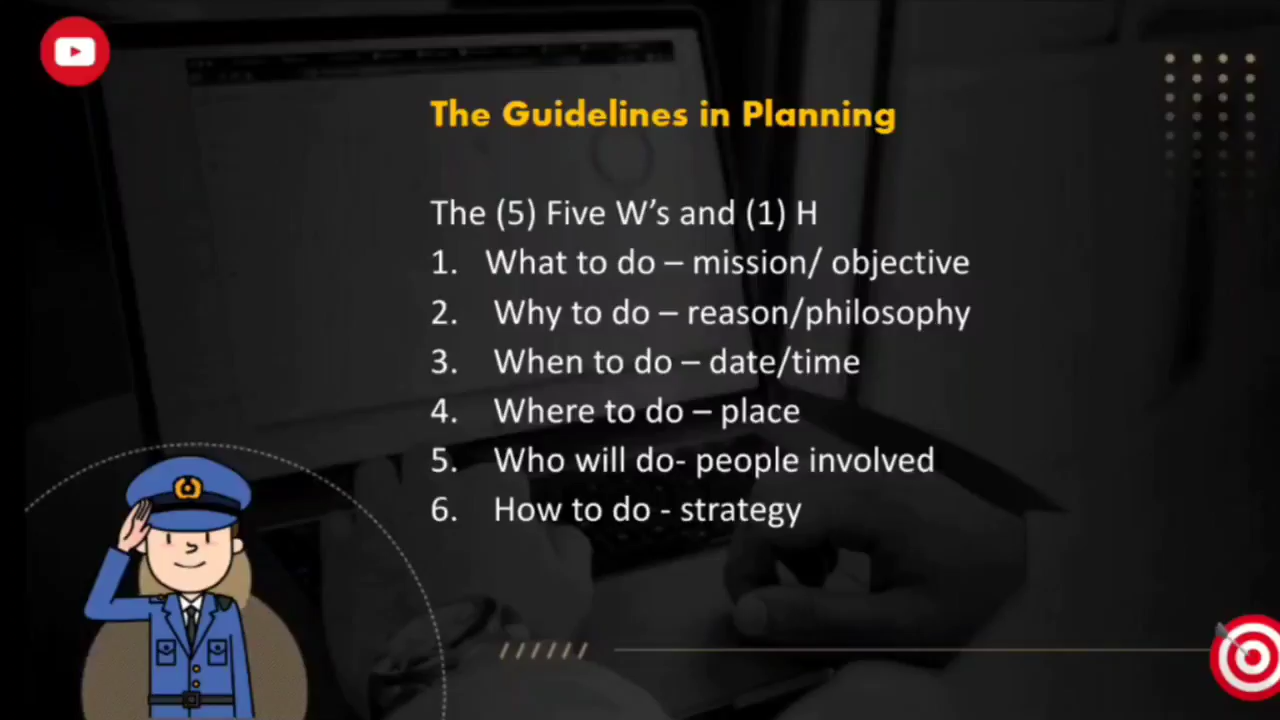 The Guidelines in Planning
The (5) Five W’s and (1) H
1. What to do – mission/ objective
2. Why to do – reason/philosophy
3. When to do – date/time
4. Where to do – place
5. Who will do- people involved
6. How to do - strategy